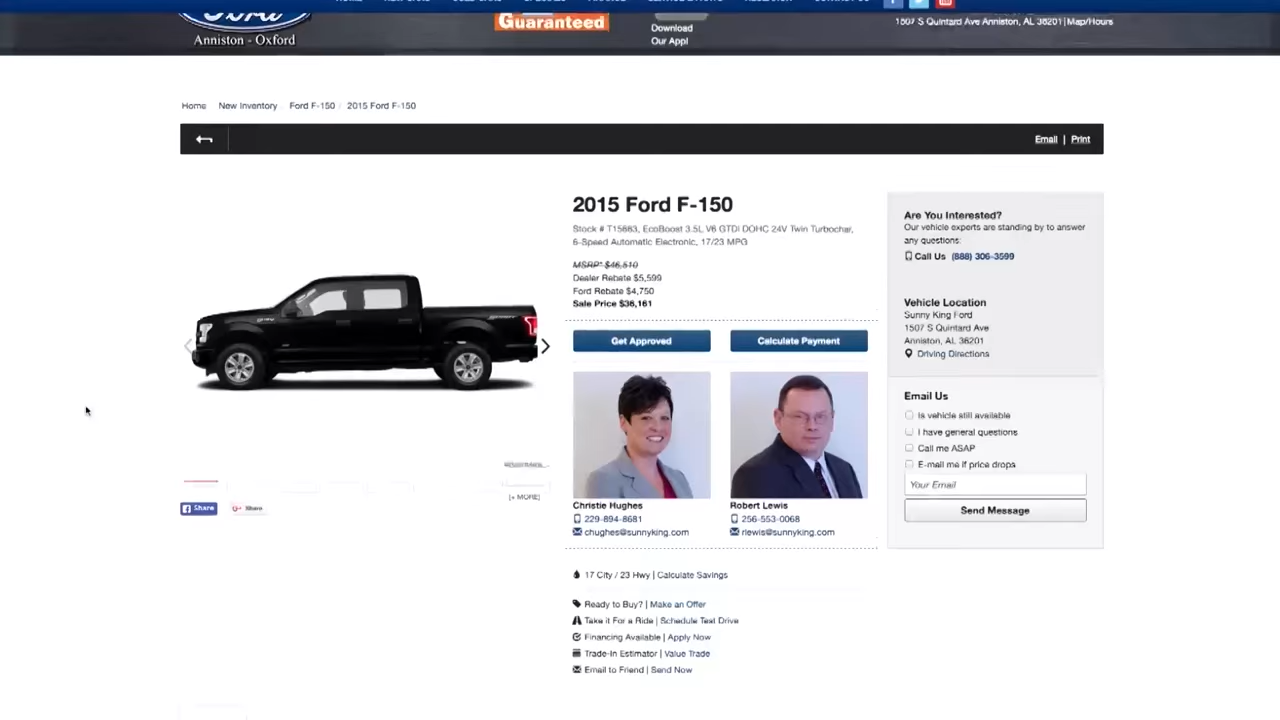 Ford
Anniston - Oxford
Guaranteed
Download
Our App!
1507 S Quintard Ave Anniston, AL 36201|Map/Hours
Home New Inventory Ford F-150 / 2015 Ford F-150
Email | Print
2015 Ford F-150
Stock # T15883, EcoBoost 3.5L V6 GTDi DOHC 24V Twin Turbochar,
6-Speed Automatic Electronic, 17/23 MPG
MSRP* $46,510
Dealer Rebate $5,599
Ford Rebate $4,750
Sale Price $36,161
Get Approved
Calculate Payment
Christie Hughes
229-894-8681
chughes@sunnyking.com
Robert Lewis
256-553-0068
rlewis@sunnyking.com
17 City / 23 Hwy | Calculate Savings
Ready to Buy? | Make an Offer
Take it For a Ride | Schedule Test Drive
Financing Available | Apply Now
Trade-In Estimator | Value Trade
Email to Friend | Send Now
Are You Interested?
Our vehicle experts are standing by to answer
any questions:
Call Us (888) 306-3599
Vehicle Location
Sunny King Ford
1507 S Quintard Ave
Anniston, AL 36201
Driving Directions
Email Us
Is vehicle still available
I have general questions
Call me ASAP
E-mail me if price drops
Your Email
Send Message
[+ MORE]
Share
Share